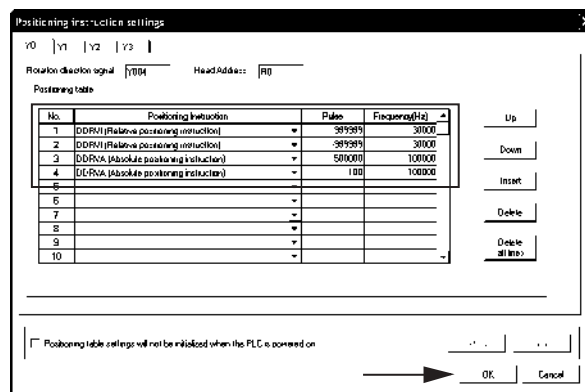 Positioning instruction settings
Y0 Y1 Y2 Y3
Rotation direction signal Y004 Head Address R0
Positioning table
No. Positioning Instruction Pulse Frequency(Hz)
1 DDRVI (Relative positioning instruction) 999999 30000
2 DDRVI (Relative positioning instruction) -999999 30000
3 DDRVA (Absolute positioning instruction) 500000 100000
4 DDRVA (Absolute positioning instruction) 100 100000
5
6
7
8
9
10
Up
Down
Insert
Delete
Delete
all lines
Positioning table settings will not be initialized when the PLC is powered on
OK Cancel